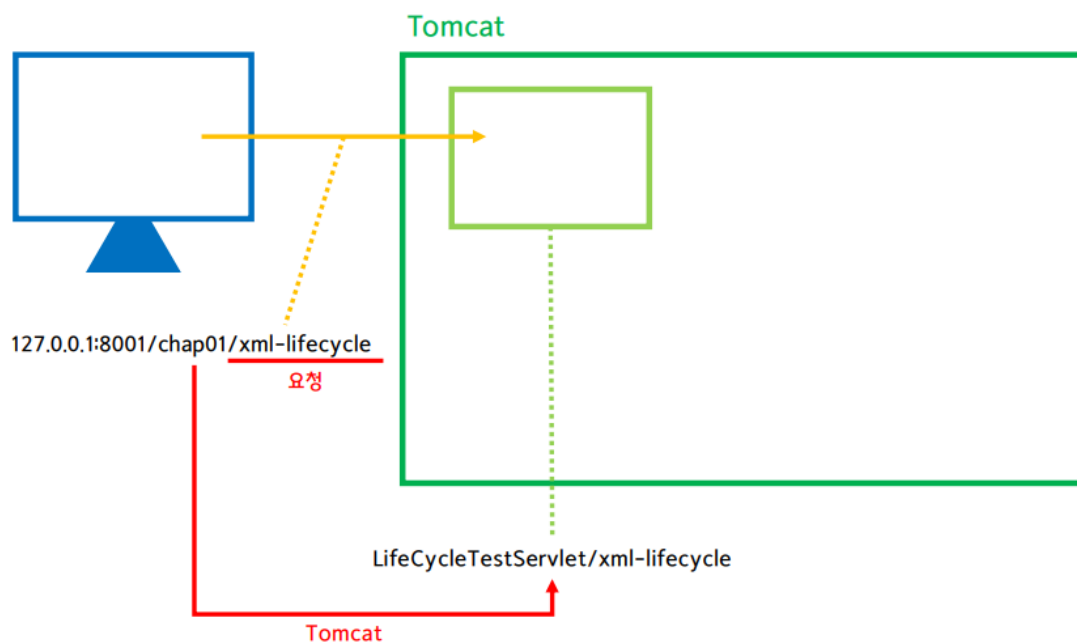 Tomcat
127.0.0.1:8001/chap01/xml-lifecycle
요청
LifeCycleTestServlet/xml-lifecycle
Tomcat